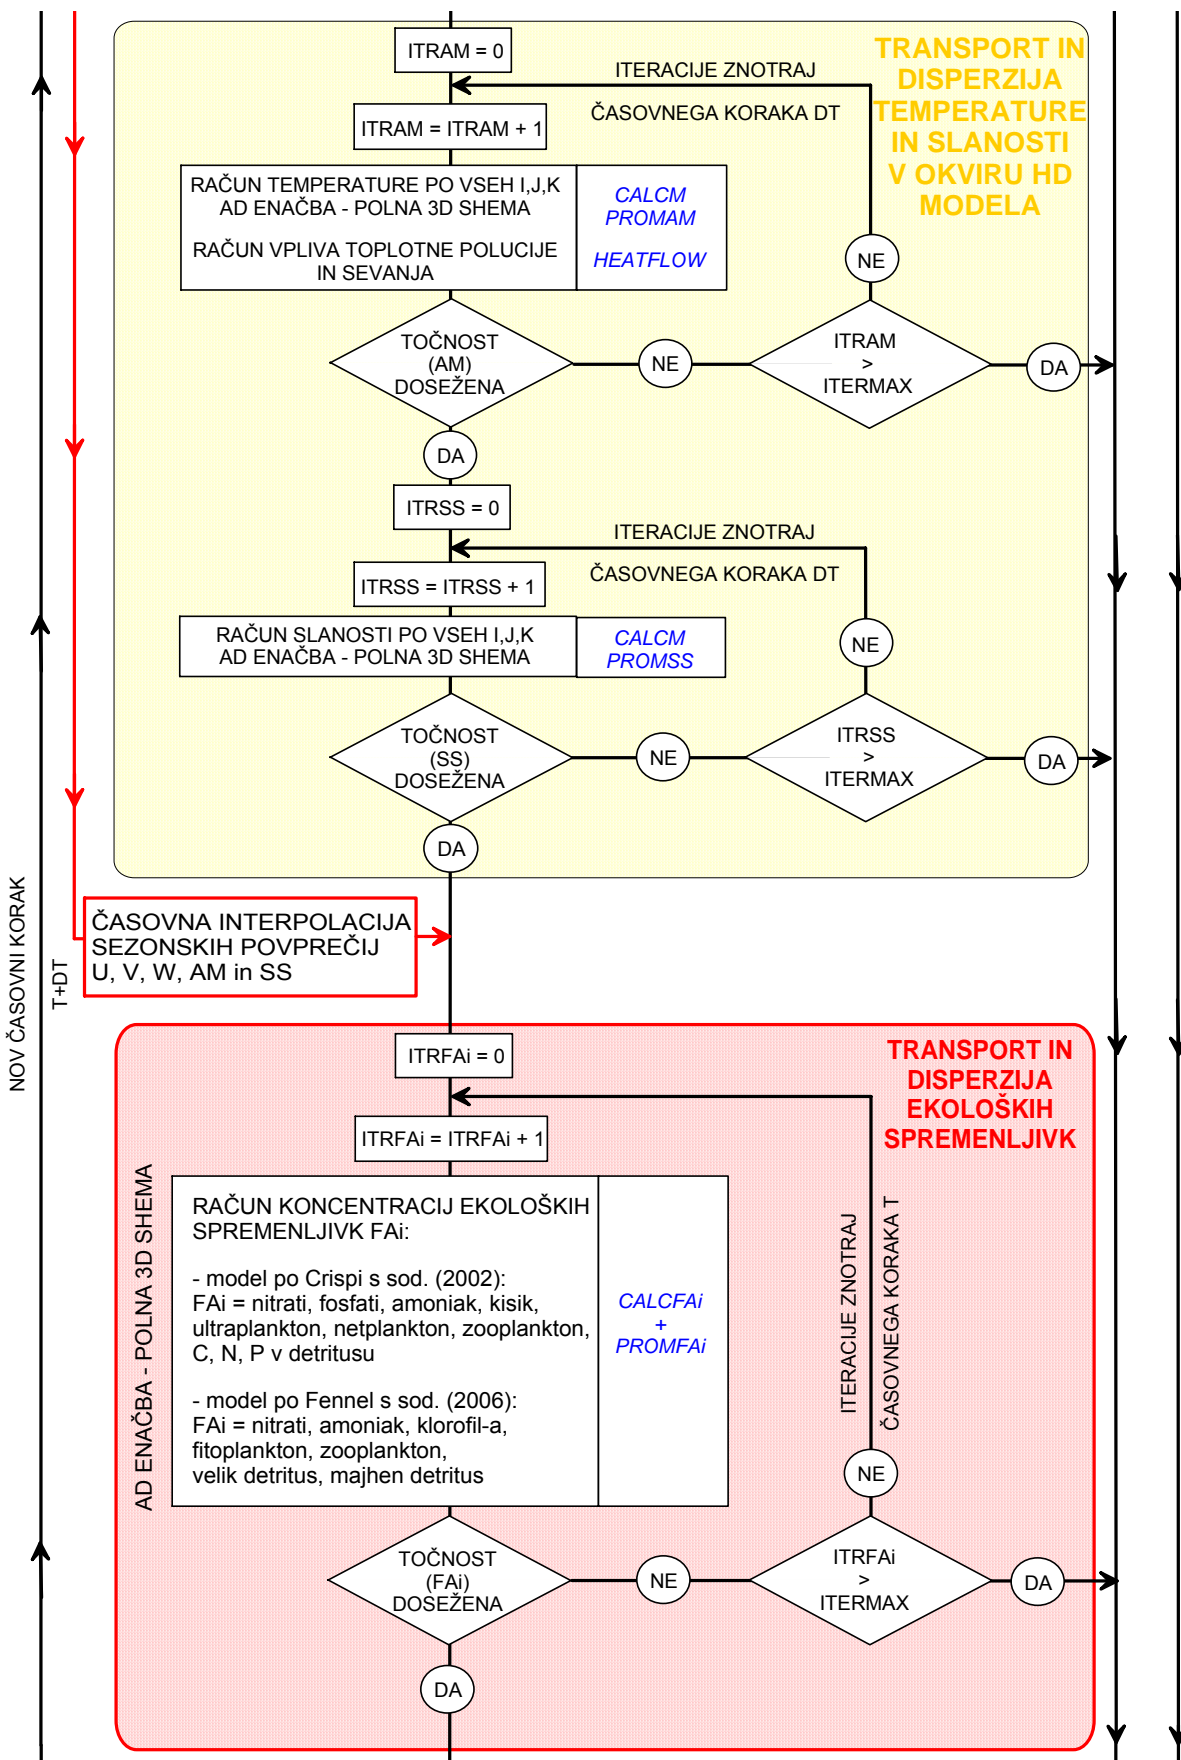 ITRAM = 0
TRANSPORT IN
DISPERZIJA
TEMPERATURE
IN SLANOSTI
V OKVIRU HD
MODELA
ITERACIJE ZNOTRAJ
ČASOVNEGA KORAKA DT
ITRAM = ITRAM + 1
RAČUN TEMPERATURE PO VSEH I,J,K
AD ENAČBA - POLNA 3D SHEMA
RAČUN VPLIVA TOPLOTNE POLUCIJE
IN SEVANJA
CALCM
PROMAM
HEATFLOW
NE
TOČNOST
(AM)
DOSEŽENA
NE
ITRAM
>
ITERMAX
DA
DA
ITRSS = 0
ITERACIJE ZNOTRAJ
ČASOVNEGA KORAKA DT
ITRSS = ITRSS + 1
RAČUN SLANOSTI PO VSEH I,J,K
AD ENAČBA - POLNA 3D SHEMA
CALCM
PROMSS
NE
TOČNOST
(SS)
DOSEŽENA
NE
ITRSS
>
ITERMAX
DA
DA
NOV ČASOVNI KORAK
T+DT
ČASOVNA INTERPOLACIJA
SEZONSKIH POVPREČIJ
U, V, W, AM in SS
ITRFAi = 0
TRANSPORT IN
DISPERZIJA
EKOLOŠKIH
SPREMENLJIVK
ITRFAi = ITRFAi + 1
AD ENAČBA - POLNA 3D SHEMA
RAČUN KONCENTRACIJ EKOLOŠKIH
SPREMENLJIVK FAi:
- model po Crispi s sod. (2002):
FAi = nitrati, fosfati, amoniak, kisik,
ultraplankton, netplankton, zooplankton,
C, N, P v detritusu
- model po Fennel s sod. (2006):
FAi = nitrati, amoniak, klorofil-a,
fitoplankton, zooplankton,
velik detritus, majhen detritus
CALCFAi
+
PROMFAi
ITERACIJE ZNOTRAJ
ČASOVNEGA KORAKA T
NE
TOČNOST
(FAi)
DOSEŽENA
NE
ITRFAi
>
ITERMAX
DA
DA